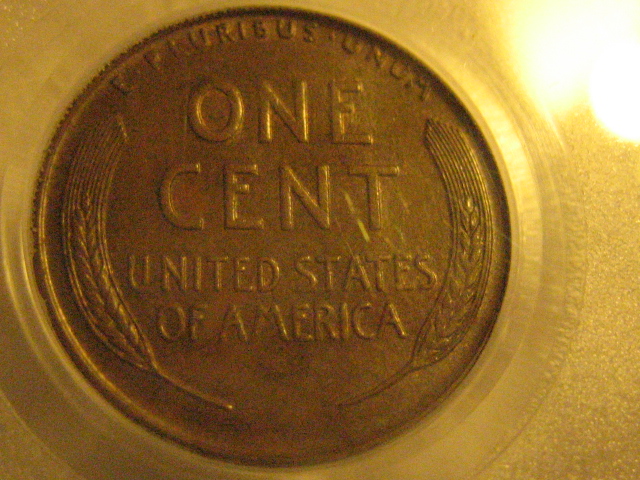 E·PLURIBUS·UNUM
ONE
CENT
UNITED STATES
OF AMERICA